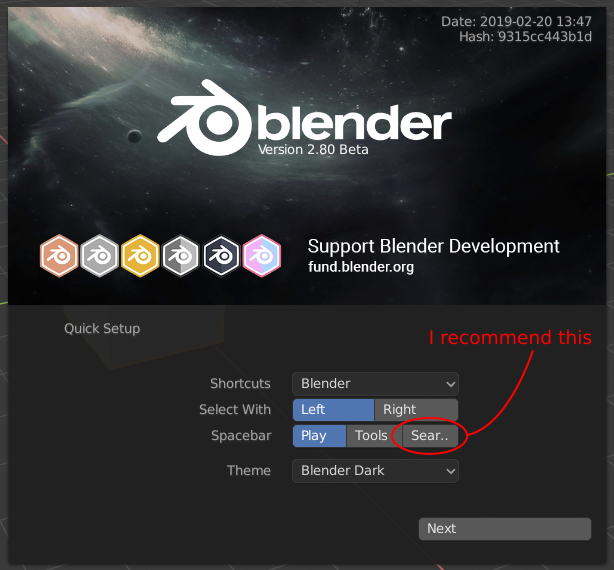 Date: 2019-02-20 13:47
Hash: 9315cc443b1d
blender
Version 2.80 Beta
Support Blender Development
fund.blender.org
Quick Setup
I recommend this
Shortcuts Blender
Select With Left Right
Spacebar Play Tools Sear..
Theme Blender Dark
Next